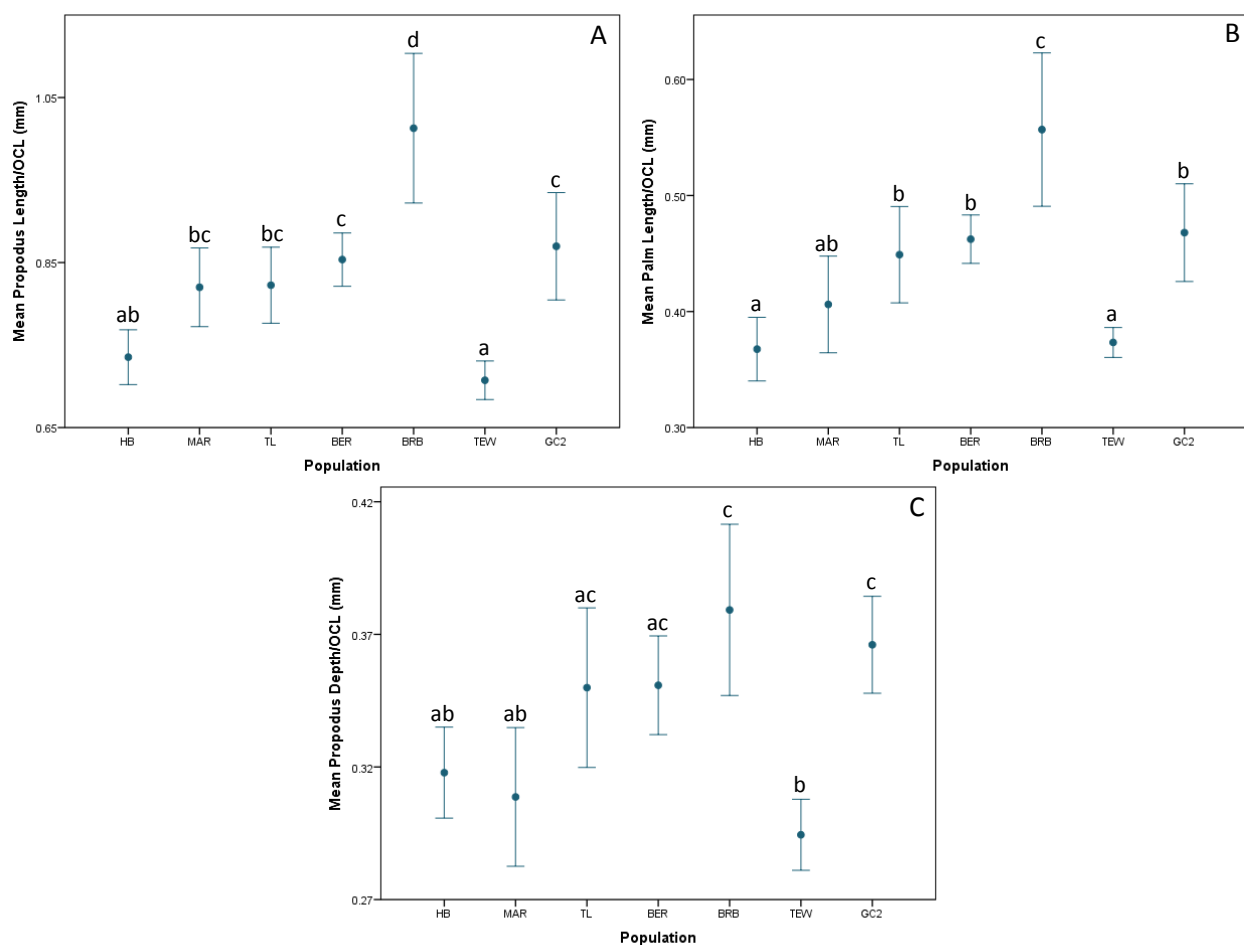 A
Mean Propodus Length/OCL (mm)
1.05
0.85
0.65
ab
bc
bc
c
d
a
c
HB MAR TL BER BRB TEW GC2
Population
B
Mean Palm Length/OCL (mm)
0.60
0.50
0.40
0.30
a
ab
b
b
c
a
b
HB MAR TL BER BRB TEW GC2
Population
C
Mean Propodus Depth/OCL (mm)
0.42
0.37
0.32
0.27
ab
ab
ac
ac
c
b
c
HB MAR TL BER BRB TEW GC2
Population